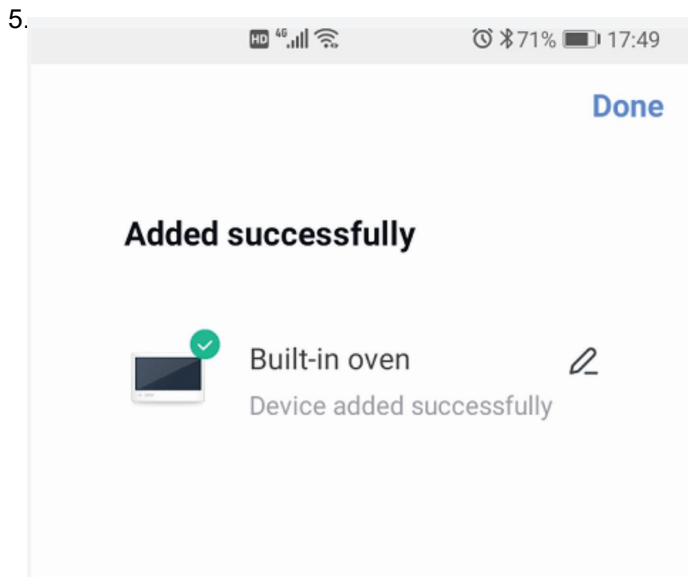 5.
HD 4G 71% 17:49
Done
Added successfully
Built-in oven
Device added successfully